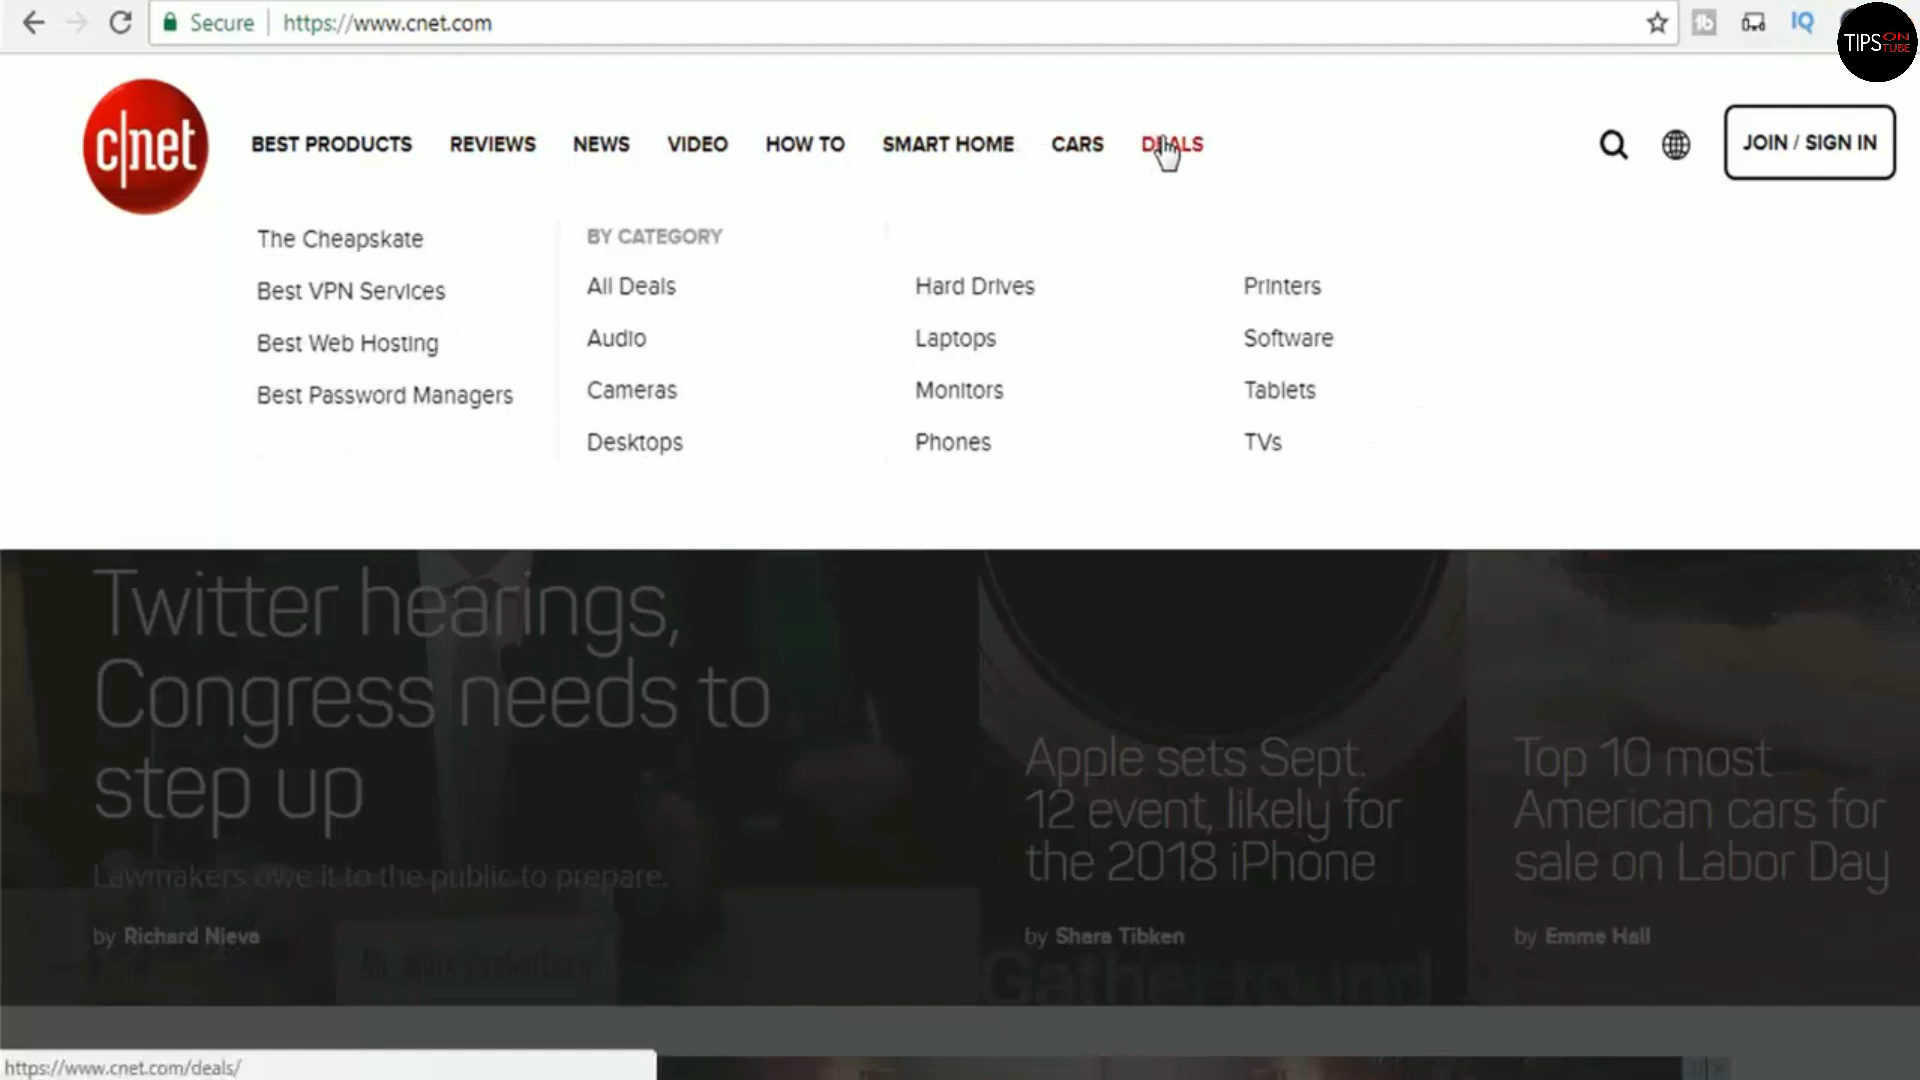 Secure https://www.cnet.com
IQ
TIPS ON TUBE
c|net
BEST PRODUCTS REVIEWS NEWS VIDEO HOW TO SMART HOME CARS DEALS
JOIN / SIGN IN
The Cheapskate
Best VPN Services
Best Web Hosting
Best Password Managers
BY CATEGORY
All Deals
Audio
Cameras
Desktops
Hard Drives
Laptops
Monitors
Phones
Printers
Software
Tablets
TVs
Twitter hearings,
Congress needs to
step up
Lawmakers owe it to the public to prepare.
by Richard Nieva
Apple sets Sept.
12 event, likely for
the 2018 iPhone
by Shara Tibken
Gather round
Top 10 most
American cars for
sale on Labor Day
by Emme Hall
https://www.cnet.com/deals/